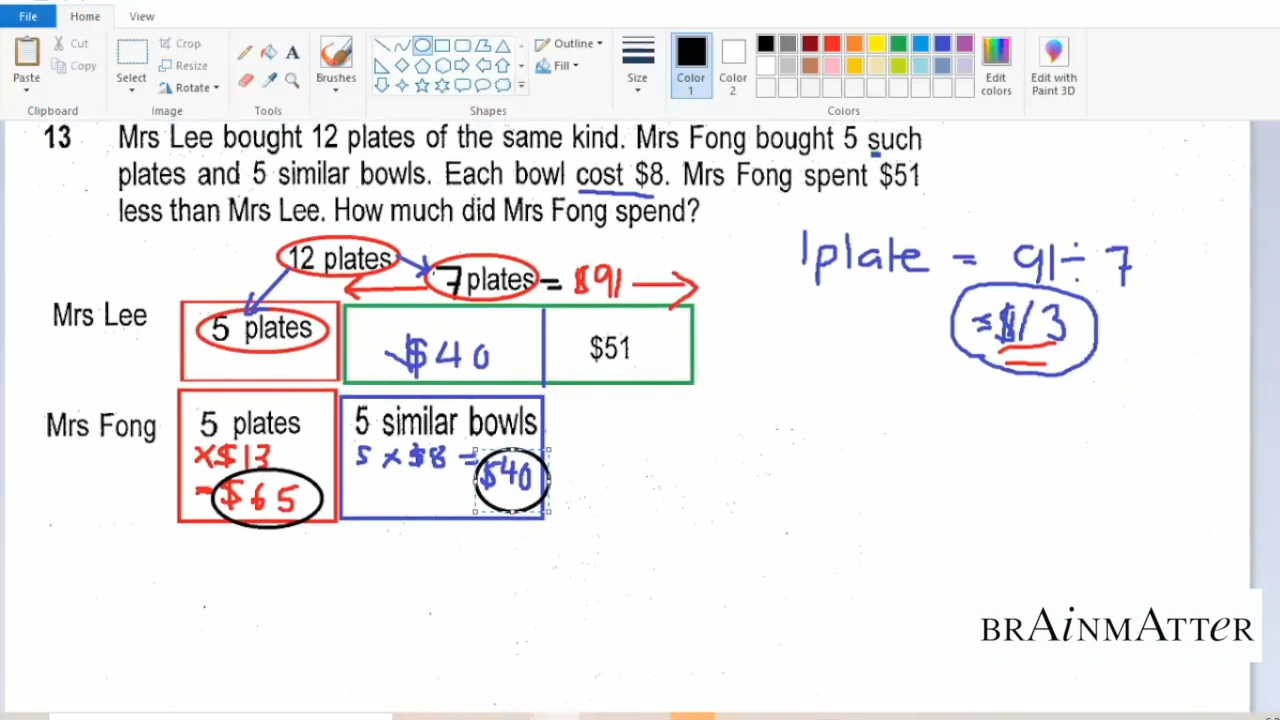 File Home View
Paste Cut Copy Select Crop Resize Rotate Brushes Outline Fill Size Color 1 Color 2 Edit colors Edit with Paint 3D
A
Clipboard Image Tools Shapes Colors
13 Mrs Lee bought 12 plates of the same kind. Mrs Fong bought 5 such
plates and 5 similar bowls. Each bowl cost $8. Mrs Fong spent $51
less than Mrs Lee. How much did Mrs Fong spend?
12 plates
7 plates = $91
1 plate = 91 ÷ 7
= $13
Mrs Lee 5 plates $40 $51
Mrs Fong 5 plates 5 similar bowls
x $13 5 x $8 = $40
= $65
BRAiNMATTeR